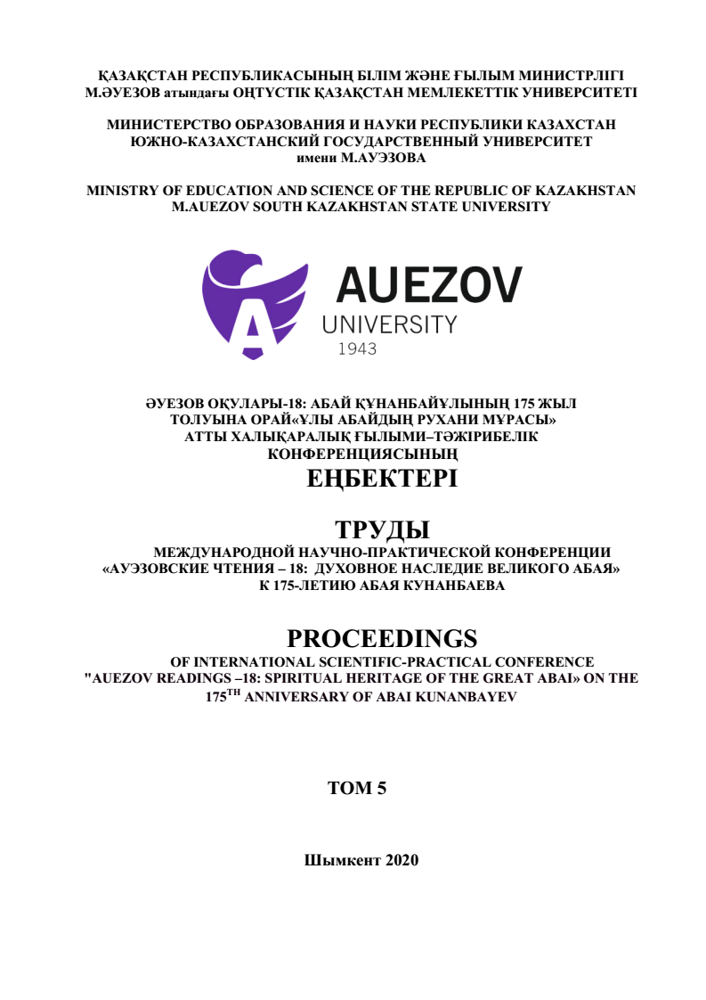 ҚАЗАҚСТАН РЕСПУБЛИКАСЫНЫҢ БІЛІМ ЖӘНЕ ҒЫЛЫМ МИНИСТРЛІГІ
М.ӘУЕЗОВ атындағы ОҢТҮСТІК ҚАЗАҚСТАН МЕМЛЕКЕТТІК УНИВЕРСИТЕТІ
МИНИСТЕРСТВО ОБРАЗОВАНИЯ И НАУКИ РЕСПУБЛИКИ КАЗАХСТАН
ЮЖНО-КАЗАХСТАНСКИЙ ГОСУДАРСТВЕННЫЙ УНИВЕРСИТЕТ
имени М.АУЭЗОВА
MINISTRY OF EDUCATION AND SCIENCE OF THE REPUBLIC OF KAZAKHSTAN
M.AUEZOV SOUTH KAZAKHSTAN STATE UNIVERSITY
A
AUEZOV
UNIVERSITY
1943
ӘУЕЗОВ ОҚУЛАРЫ-18: АБАЙ ҚҰНАНБАЙҰЛЫНЫҢ 175 ЖЫЛ
ТОЛУЫНА ОРАЙ«ҰЛЫ АБАЙДЫҢ РУХАНИ МҰРАСЫ»
АТТЫ ХАЛЫҚАРАЛЫҚ ҒЫЛЫМИ–ТӘЖІРИБЕЛІК
КОНФЕРЕНЦИЯСЫНЫҢ
ЕҢБЕКТЕРІ
ТРУДЫ
МЕЖДУНАРОДНОЙ НАУЧНО-ПРАКТИЧЕСКОЙ КОНФЕРЕНЦИИ
«АУЭЗОВСКИЕ ЧТЕНИЯ – 18: ДУХОВНОЕ НАСЛЕДИЕ ВЕЛИКОГО АБАЯ»
К 175-ЛЕТИЮ АБАЯ КУНАНБАЕВА
PROCEEDINGS
OF INTERNATIONAL SCIENTIFIC-PRACTICAL CONFERENCE
"AUEZOV READINGS –18: SPIRITUAL HERITAGE OF THE GREAT ABAI» ON THE
175TH ANNIVERSARY OF ABAI KUNANBAYEV
ТОМ 5
Шымкент 2020